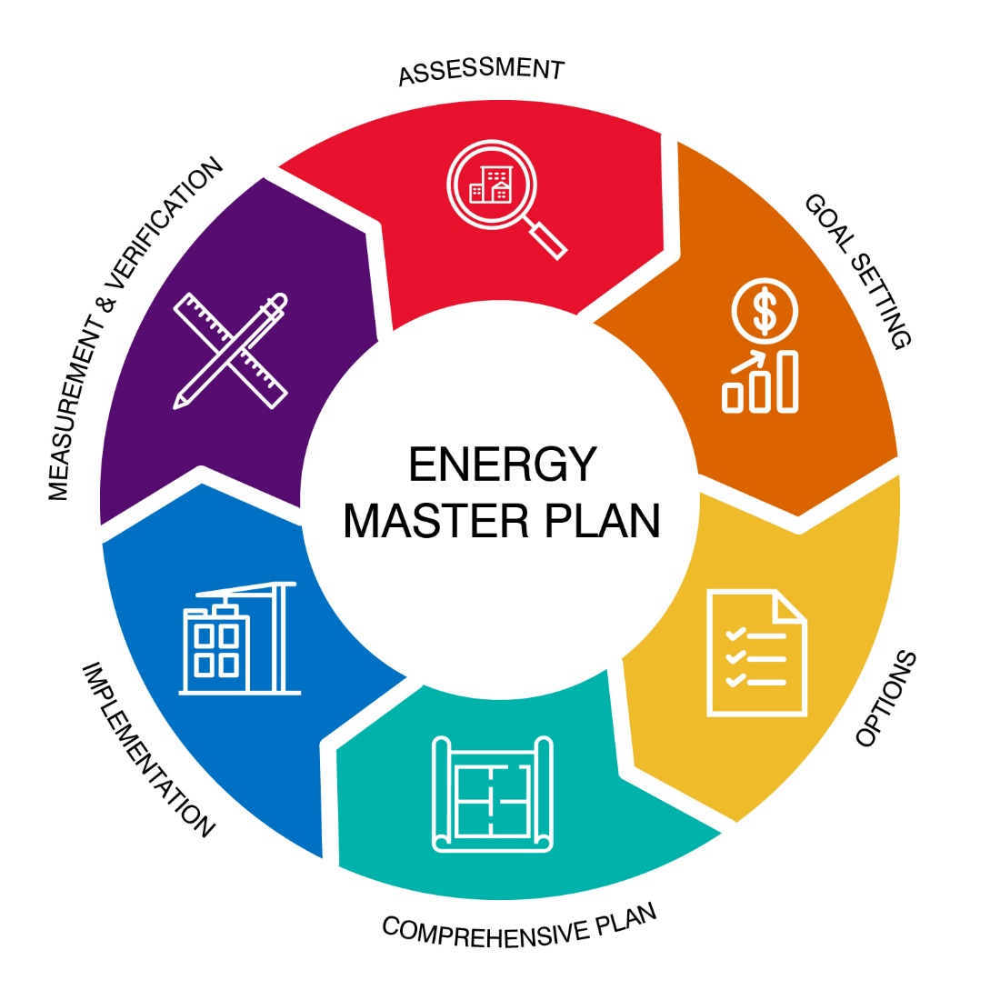 ASSESSMENT
GOAL SETTING
OPTIONS
COMPREHENSIVE PLAN
IMPLEMENTATION
MEASUREMENT & VERIFICATION
ENERGY
MASTER PLAN
$